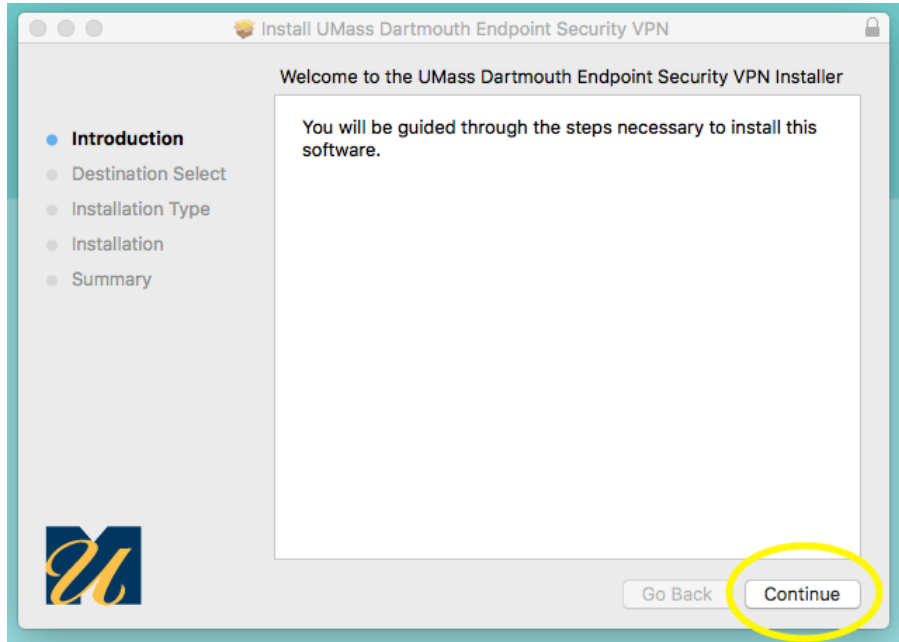 Install UMass Dartmouth Endpoint Security VPN
Welcome to the UMass Dartmouth Endpoint Security VPN Installer
Introduction
Destination Select
Installation Type
Installation
Summary
You will be guided through the steps necessary to install this
software.
Go Back
Continue